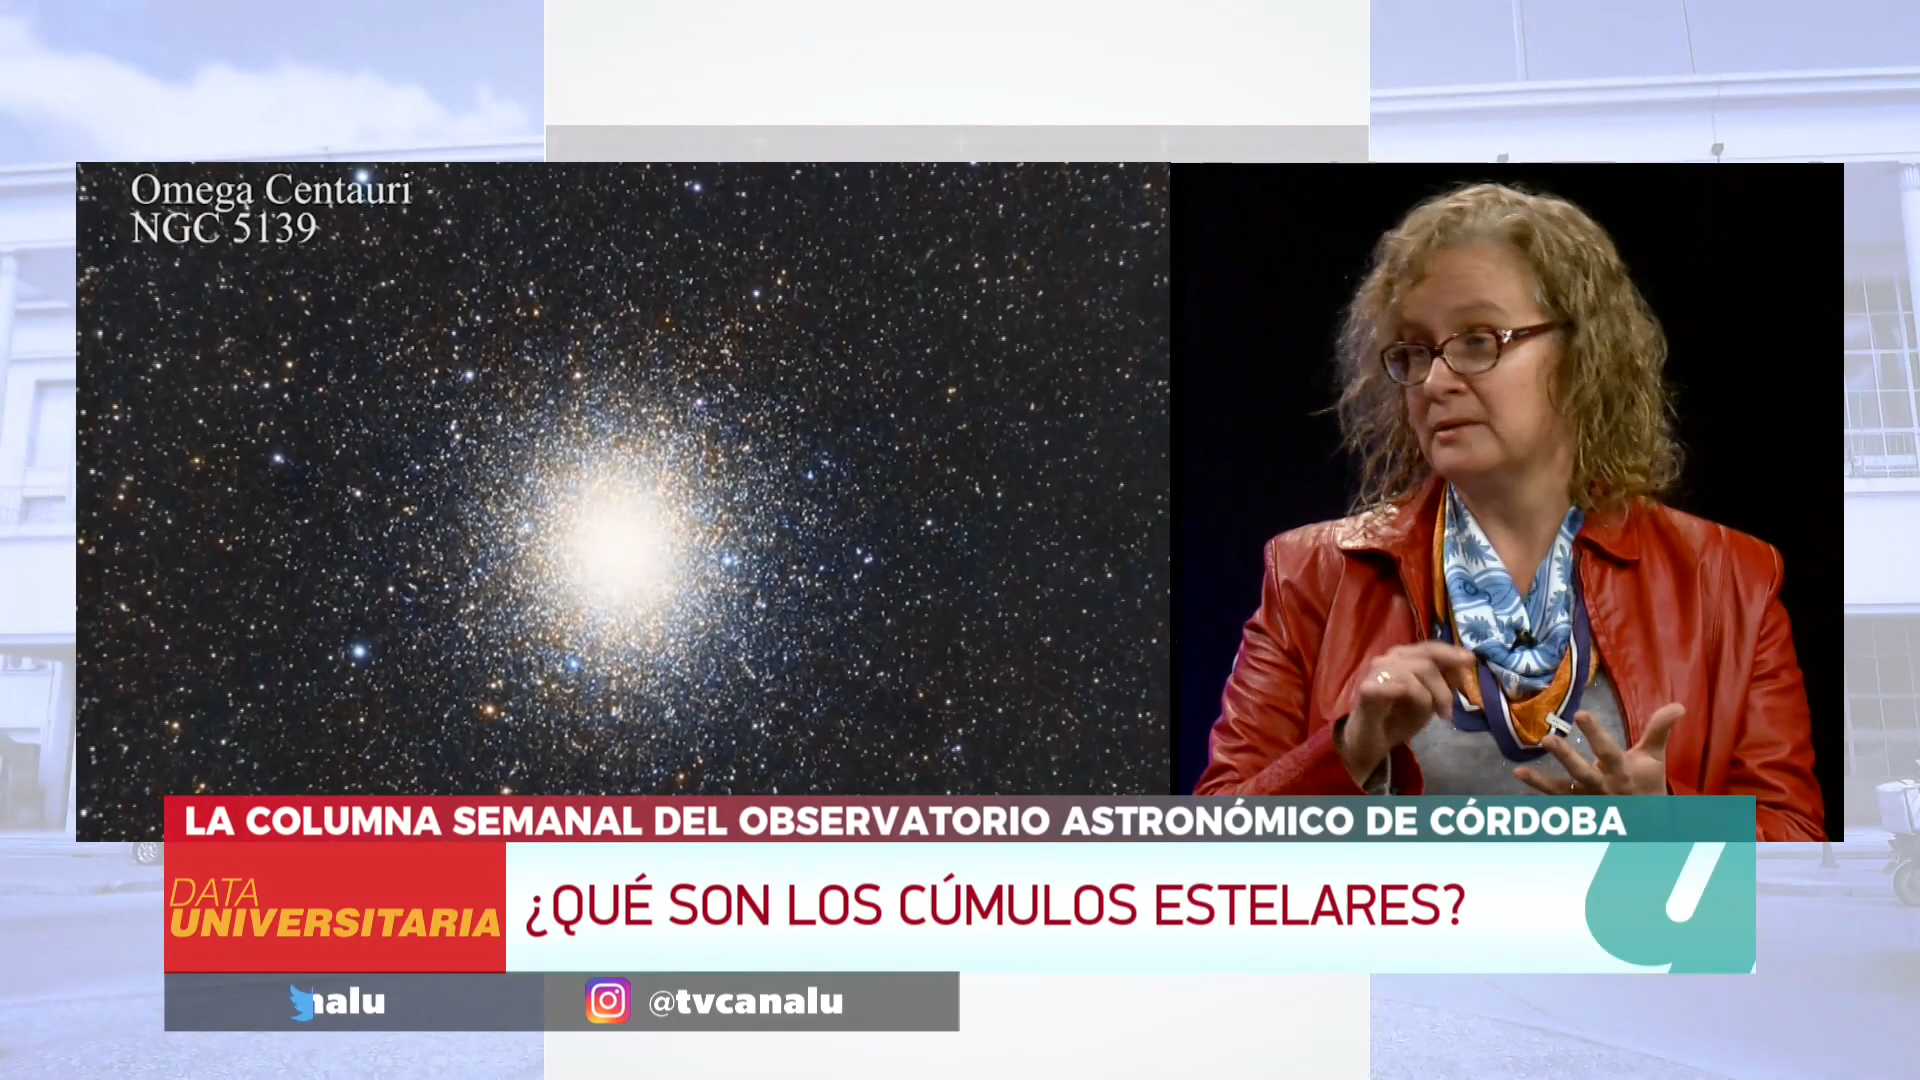 Omega Centauri
NGC 5139
LA COLUMNA SEMANAL DEL OBSERVATORIO ASTRONÓMICO DE CÓRDOBA
DATA
UNIVERSITARIA
¿QUÉ SON LOS CÚMULOS ESTELARES?
@tvcanalu